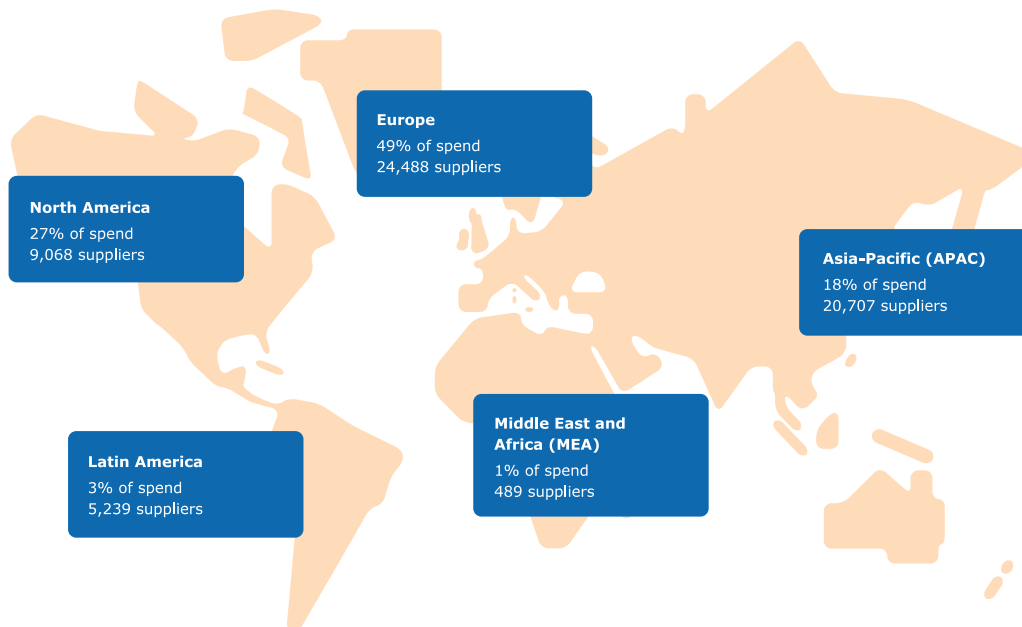 Europe
49% of spend
24,488 suppliers
North America
27% of spend
9,068 suppliers
Asia-Pacific (APAC)
18% of spend
20,707 suppliers
Middle East and
Africa (MEA)
1% of spend
489 suppliers
Latin America
3% of spend
5,239 suppliers